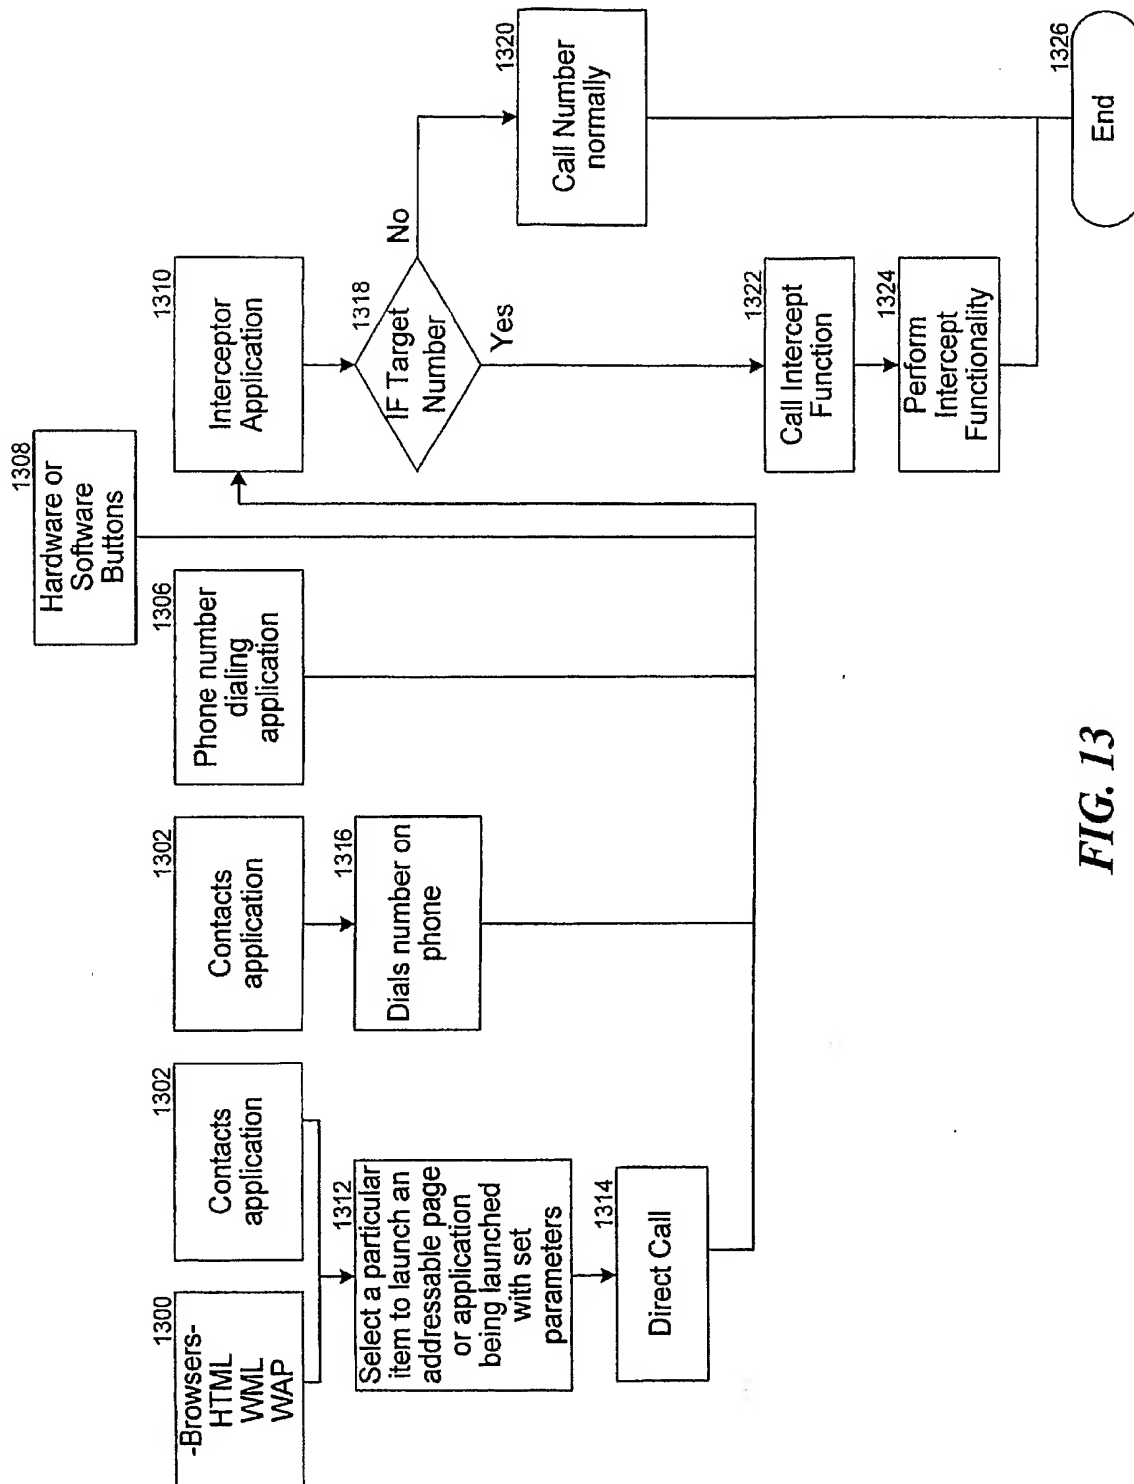 1308
Hardware or
Software
Buttons
1300
-Browsers-
HTML
WML
WAP
1302
Contacts
application
1302
Contacts
application
1306
Phone number
dialing
application
1310
Interceptor
Application
1312
Select a particular
item to launch an
addressable page
or application
being launched
with set
parameters
1316
Dials number on
phone
1318
IF Target
Number
No
Yes
1320
Call Number
normally
1314
Direct Call
1322
Call Intercept
Function
1324
Perform
Intercept
Functionality
1326
End
FIG. 13